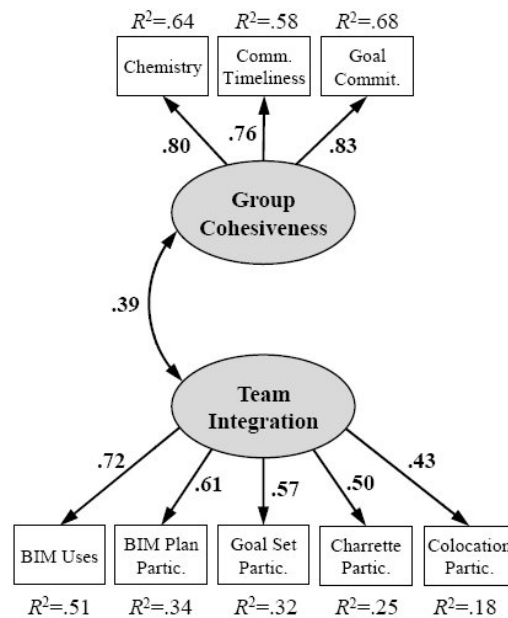 R²=.64 R²=.58 R²=.68
Chemistry
Comm.
Timeliness
Goal
Commit.
.80
.76
.83
Group
Cohesiveness
.39
Team
Integration
.72
.61
.57
.50
.43
BIM Uses
BIM Plan
Partic.
Goal Set
Partic.
Charrette
Partic.
Colocation
Partic.
R²=.51 R²=.34 R²=.32 R²=.25 R²=.18